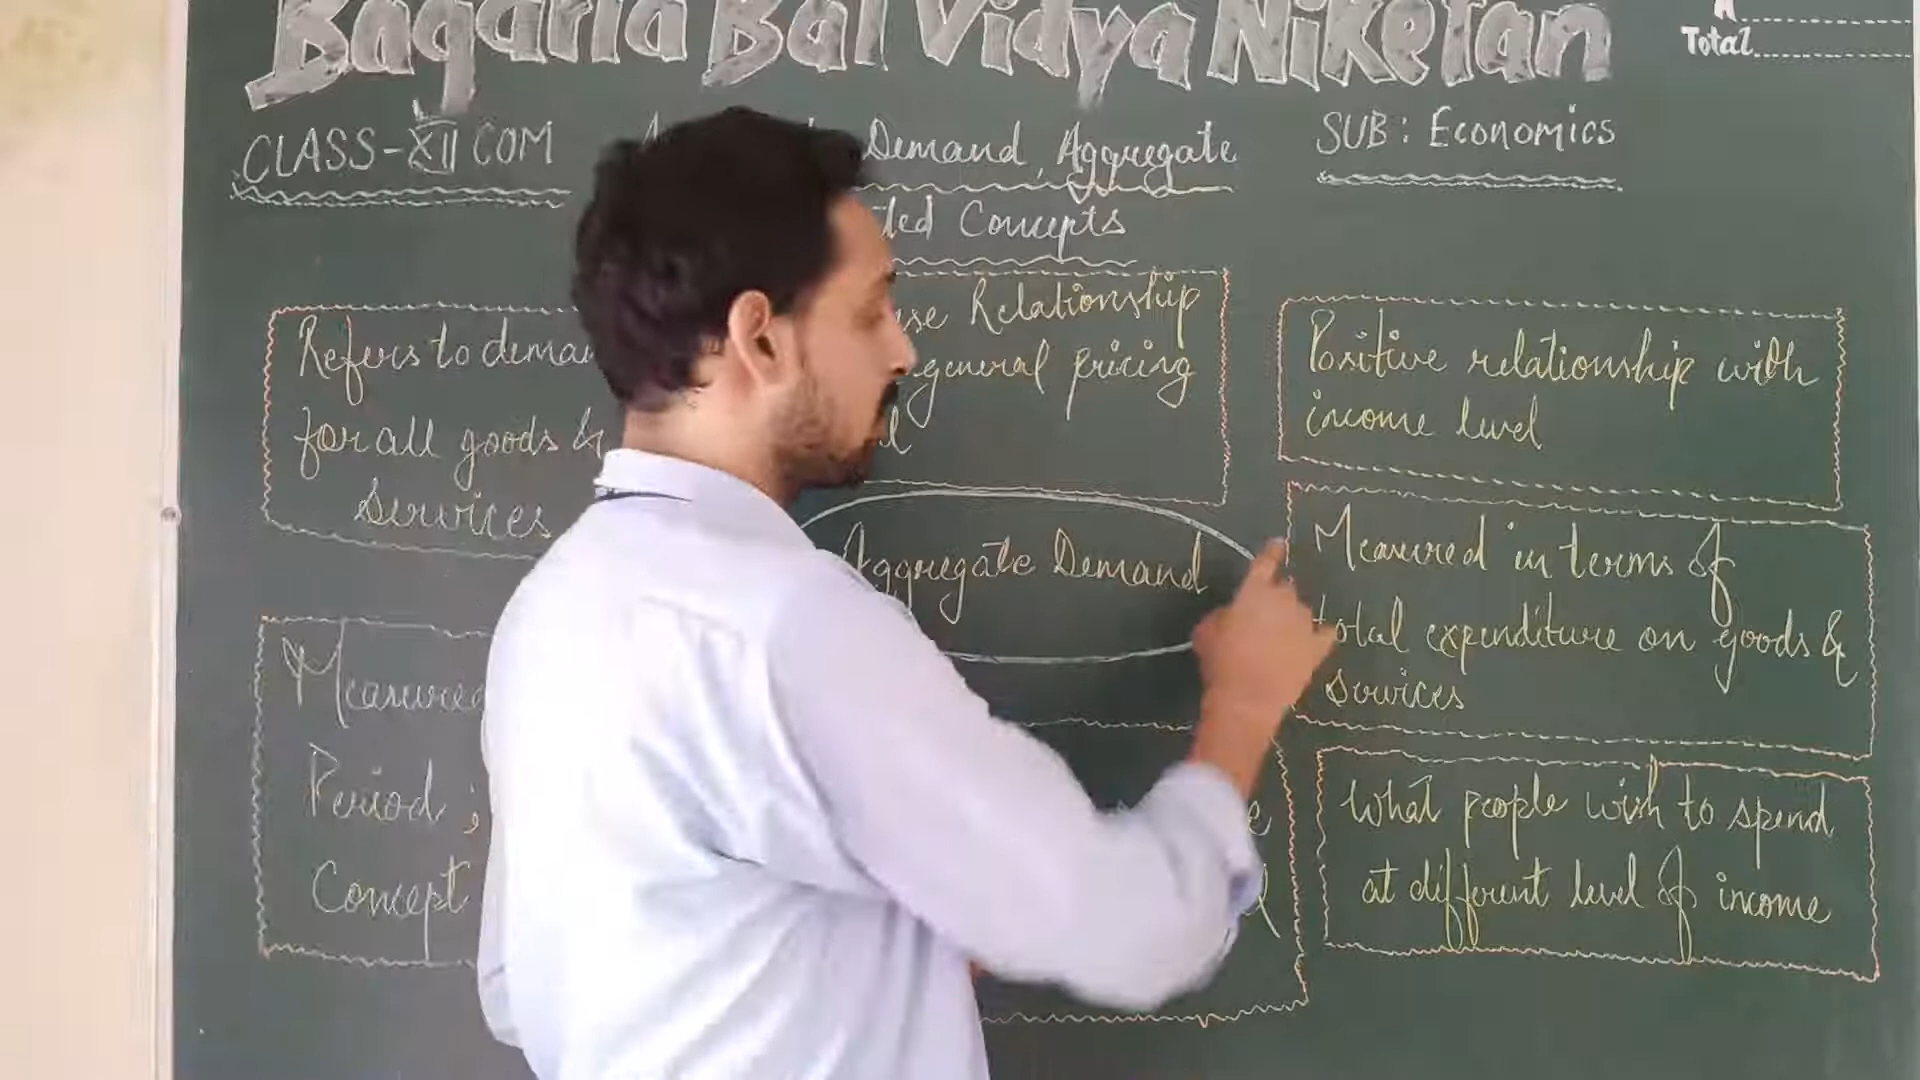 Bagaria Bal Vidya Niketan
Total
CLASS-XII COM
Demand, Aggregate
SUB: Economics
ted Concepts
Refers to deman
for all goods &
Services
se Relationship
general pricing
Positive relationship with
income level
Aggregate Demand
Measured in terms of
total expenditure on goods &
services
Measured
Period ;
Concept
What people wish to spend
at different level of income